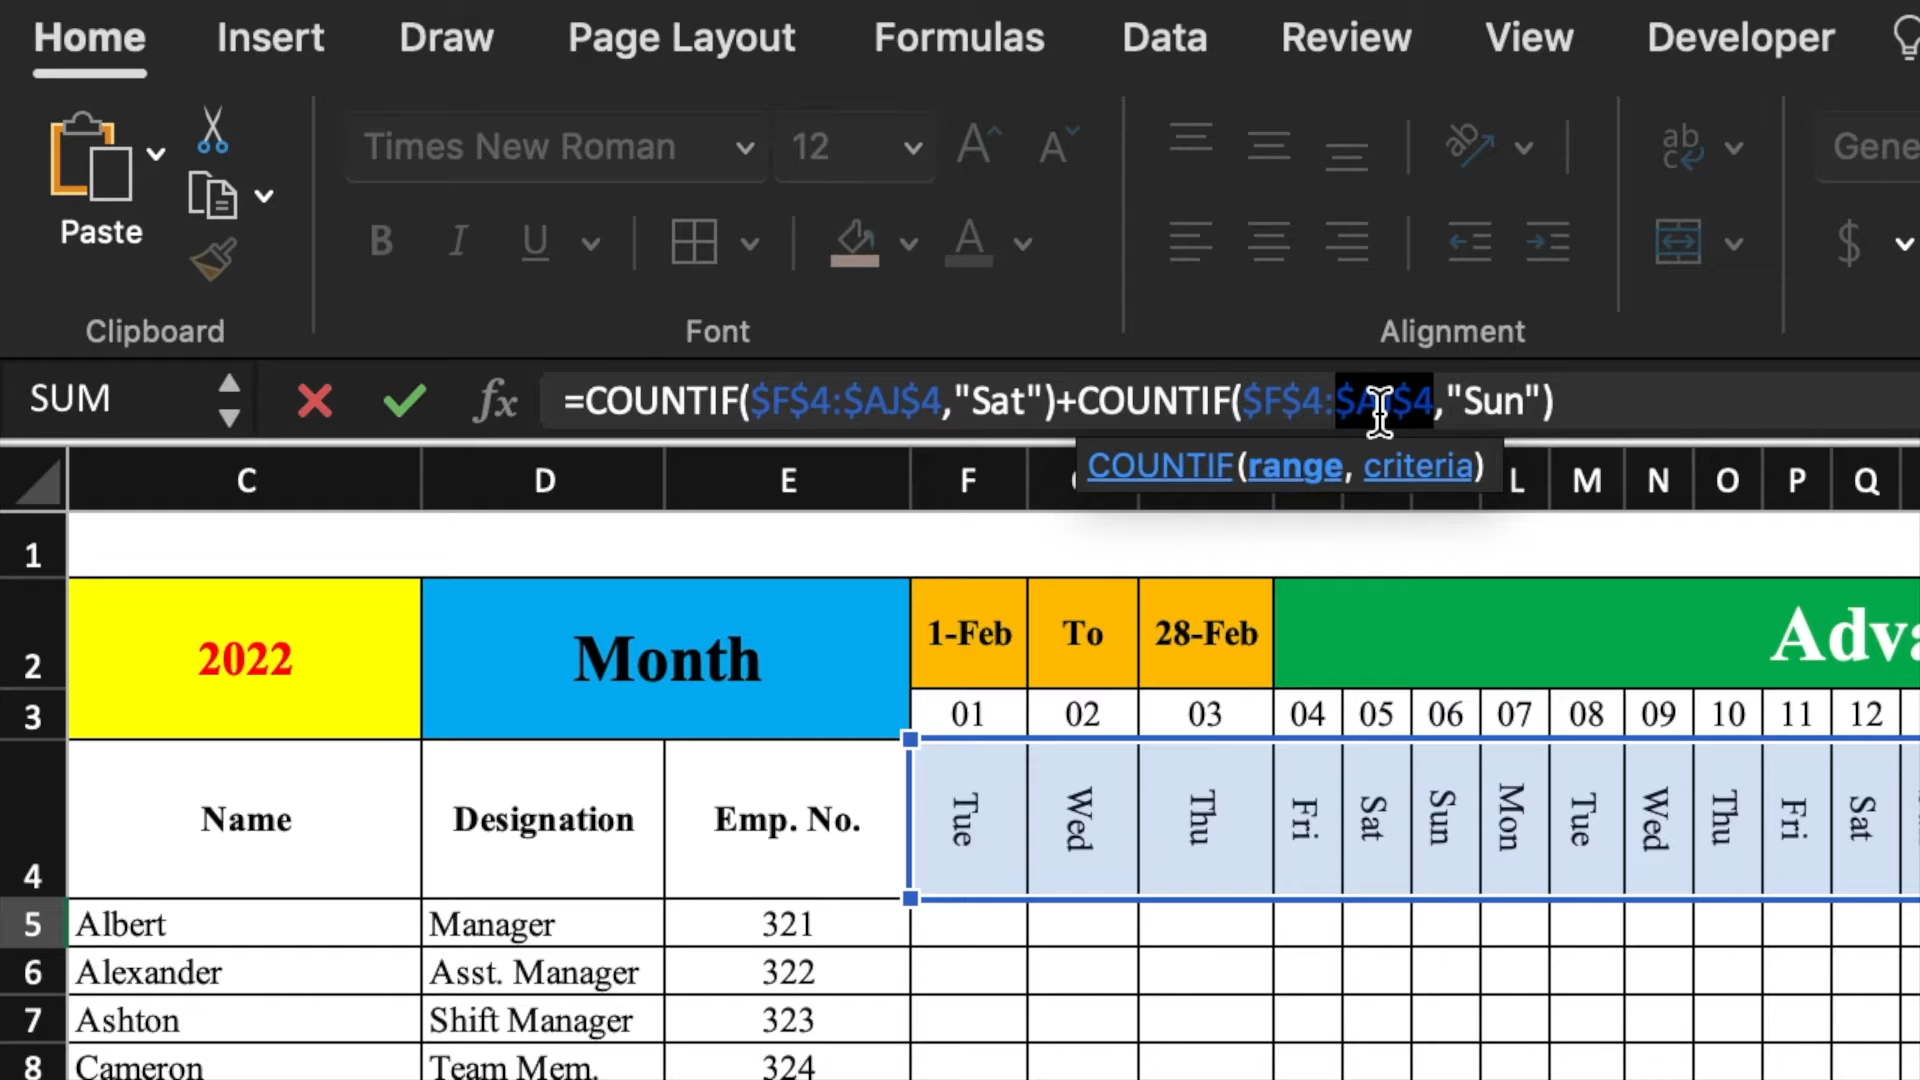 Home Insert Draw Page Layout Formulas Data Review View Developer
Times New Roman 12
Paste
B I U A $
Clipboard Font Alignment
SUM fx =COUNTIF($F$4:$AJ$4,"Sat")+COUNTIF($F$4:$AJ$4,"Sun")
COUNTIF(range, criteria)
C D E F L M N O P Q
1
2 2022 Month 1-Feb To 28-Feb
3 01 02 03 04 05 06 07 08 09 10 11 12
4 Name Designation Emp. No. Tue Wed Thu Fri Sat Sun Mon Tue Wed Thu Fri Sat
5 Albert Manager 321
6 Alexander Asst. Manager 322
7 Ashton Shift Manager 323
8 Cameron Team Mem. 324